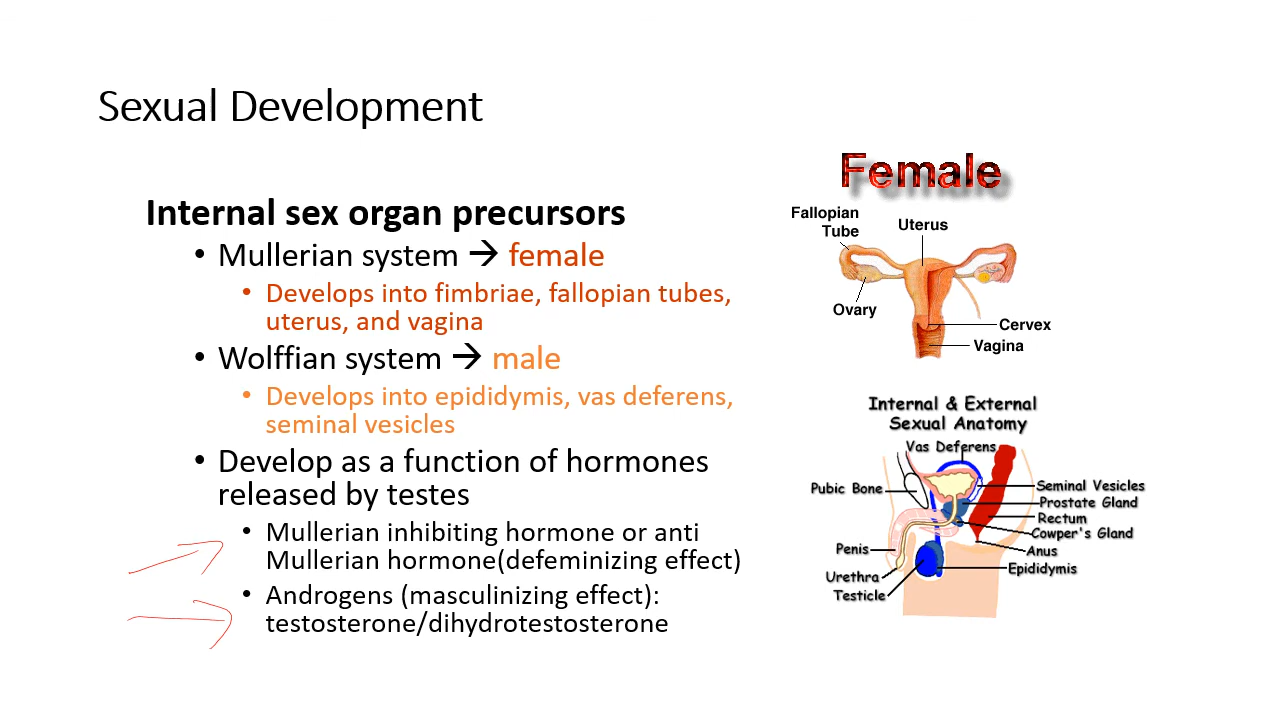 Sexual Development
Internal sex organ precursors
• Mullerian system → female
• Develops into fimbriae, fallopian tubes,
uterus, and vagina
• Wolffian system → male
• Develops into epididymis, vas deferens,
seminal vesicles
• Develop as a function of hormones
released by testes
• Mullerian inhibiting hormone or anti
Mullerian hormone(defeminizing effect)
• Androgens (masculinizing effect):
testosterone/dihydrotestosterone
Female
Fallopian
Tube
Uterus
Ovary
Cervex
Vagina
Internal & External
Sexual Anatomy
Vas Deferens
Pubic Bone
Seminal Vesicles
Prostate Gland
Rectum
Cowper's Gland
Penis
Anus
Epididymis
Urethra
Testicle